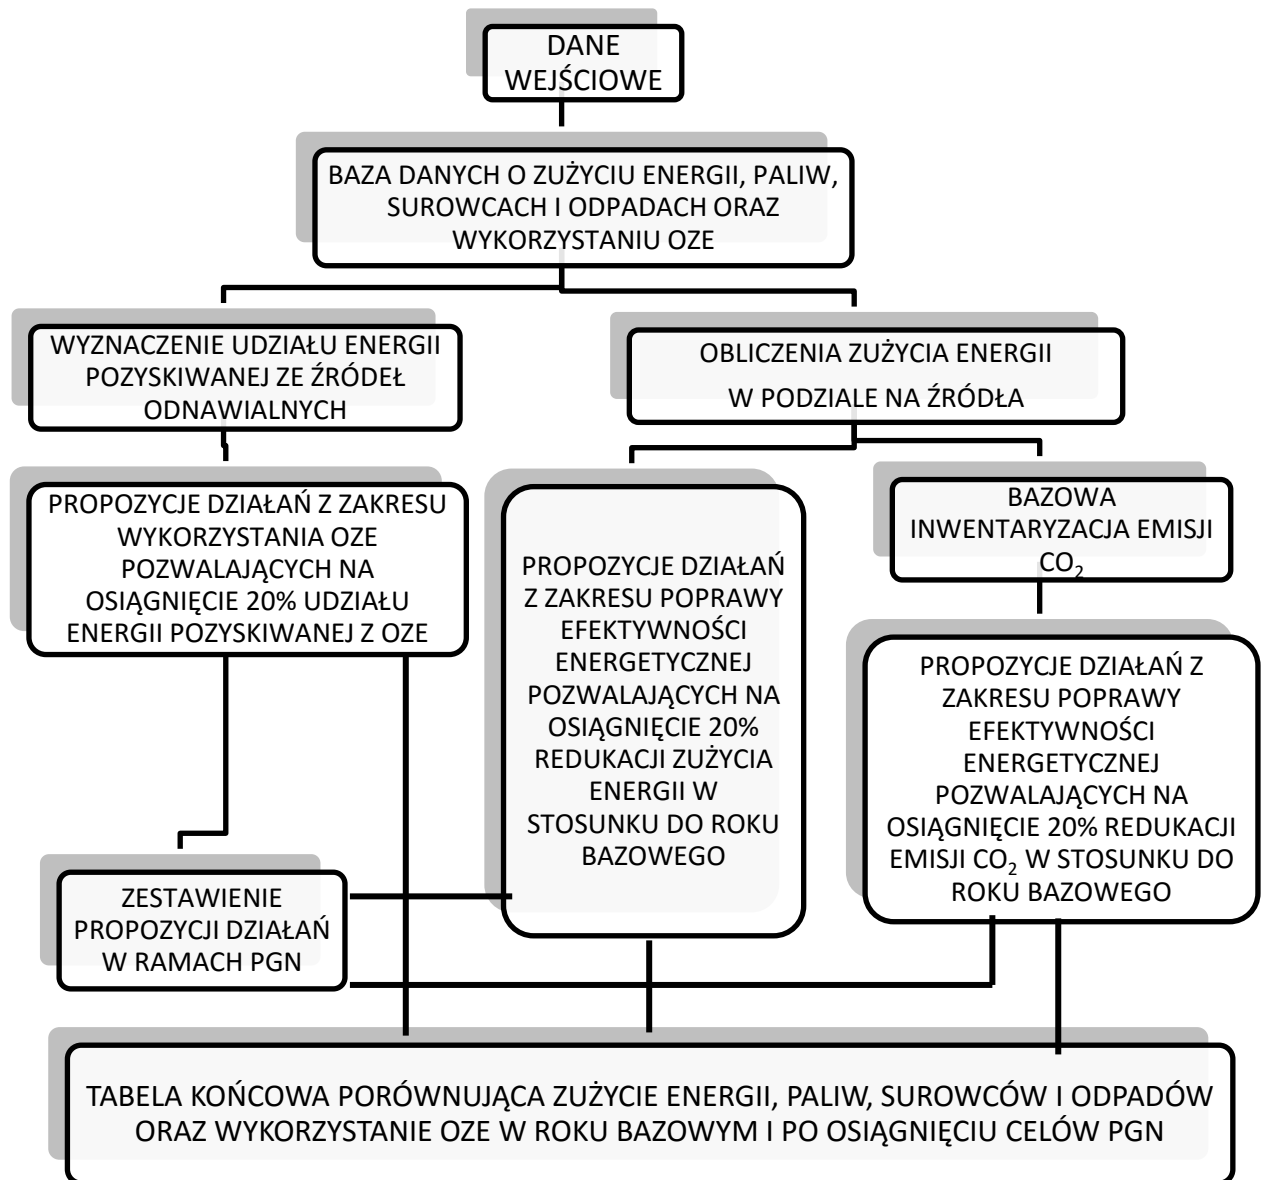 DANE
WEJŚCIOWE
BAZA DANYCH O ZUŻYCIU ENERGII, PALIW,
SUROWCACH I ODPADACH ORAZ
WYKORZYSTANIU OZE
WYZNACZENIE UDZIAŁU ENERGII
POZYSKIWANEJ ZE ŹRÓDEŁ
ODNAWIALNYCH
OBLICZENIA ZUŻYCIA ENERGII
W PODZIALE NA ŹRÓDŁA
PROPOZYCJE DZIAŁAŃ Z ZAKRESU
WYKORZYSTANIA OZE
POZWALAJĄCYCH NA
OSIĄGNIĘCIE 20% UDZIAŁU
ENERGII POZYSKIWANEJ Z OZE
PROPOZYCJE DZIAŁAŃ
Z ZAKRESU POPRAWY
EFEKTYWNOŚCI
ENERGETYCZNEJ
POZWALAJĄCYCH NA
OSIĄGNIĘCIE 20%
REDUKACJI ZUŻYCIA
ENERGII W
STOSUNKU DO ROKU
BAZOWEGO
BAZOWA
INWENTARYZACJA EMISJI
CO₂
PROPOZYCJE DZIAŁAŃ Z
ZAKRESU POPRAWY
EFEKTYWNOŚCI
ENERGETYCZNEJ
POZWALAJĄCYCH NA
OSIĄGNIĘCIE 20% REDUKACJI
EMISJI CO₂ W STOSUNKU DO
ROKU BAZOWEGO
ZESTAWIENIE
PROPOZYCJI DZIAŁAŃ
W RAMACH PGN
TABELA KOŃCOWA PORÓWNUJĄCA ZUŻYCIE ENERGII, PALIW, SUROWCÓW I ODPADÓW
ORAZ WYKORZYSTANIE OZE W ROKU BAZOWYM I PO OSIĄGNIĘCIU CELÓW PGN